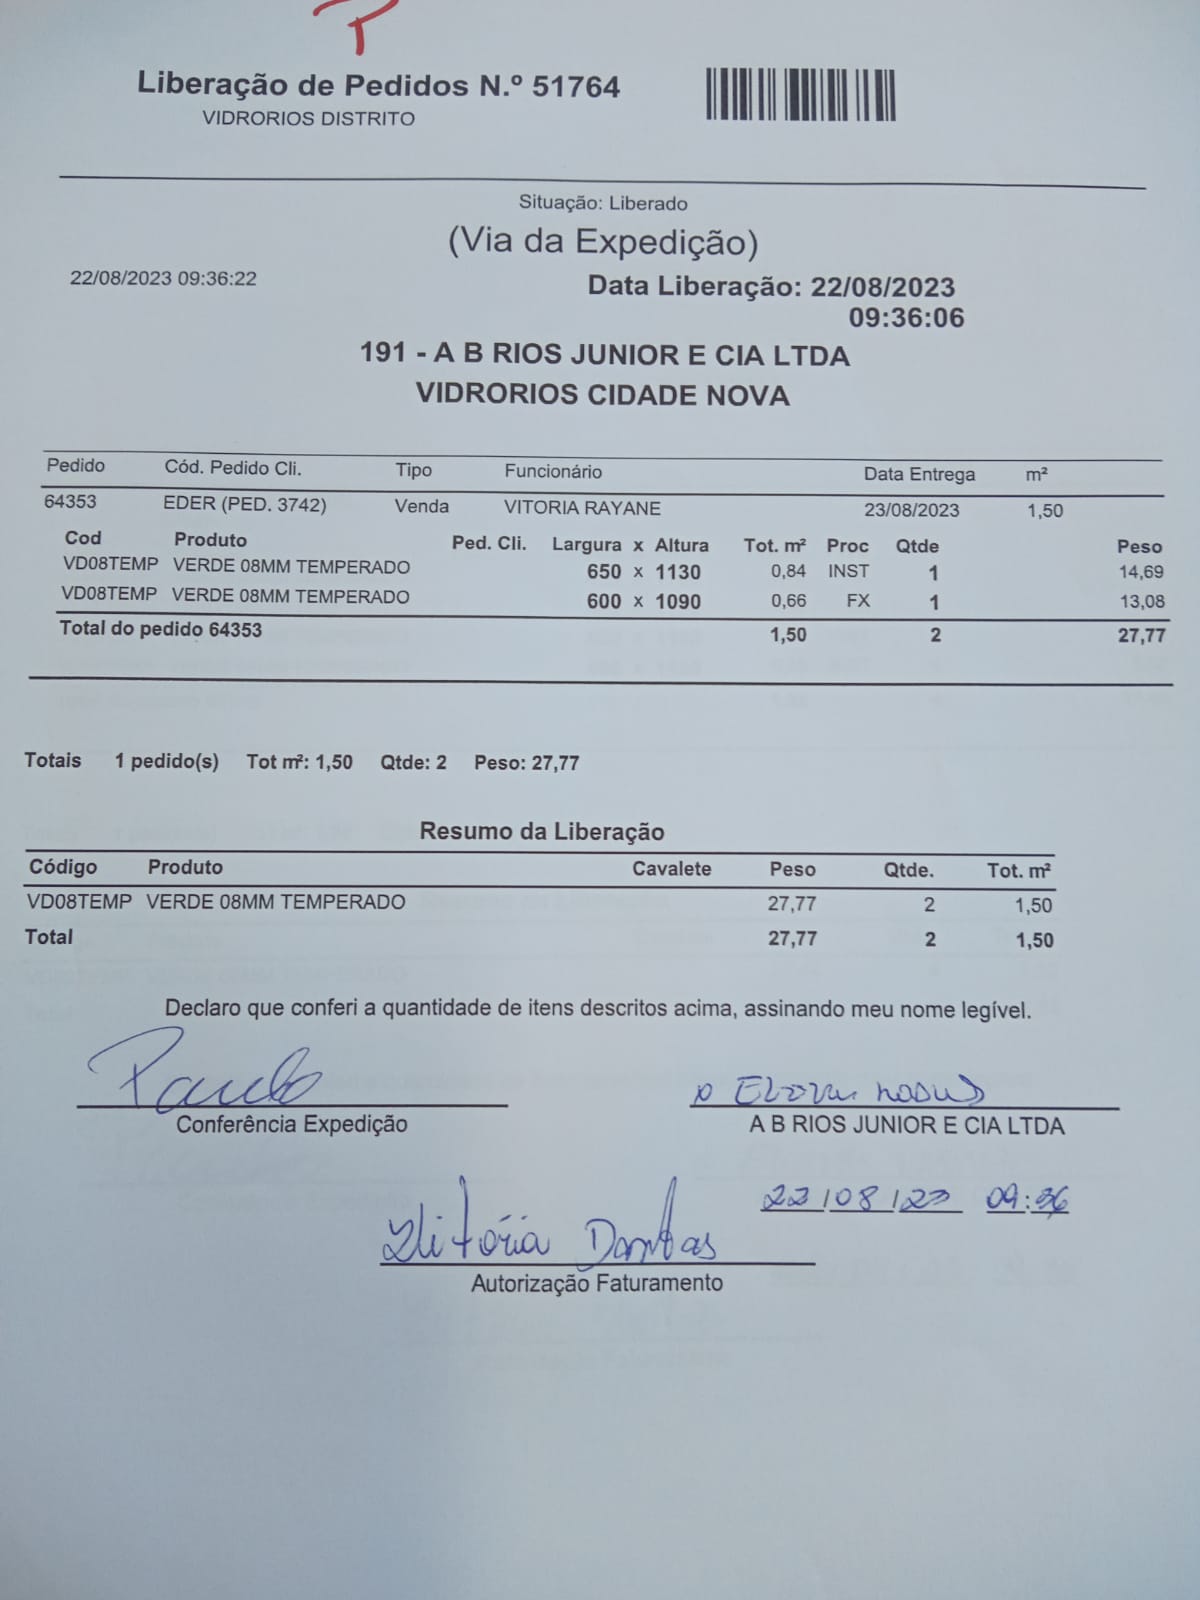 Liberação de Pedidos N.º 51764
VIDRORIOS DISTRITO
Situação: Liberado
(Via da Expedição)
22/08/2023 09:36:22
Data Liberação: 22/08/2023
09:36:06
191 - A B RIOS JUNIOR E CIA LTDA
VIDRORIOS CIDADE NOVA
Pedido Cód. Pedido Cli. Tipo Funcionário Data Entrega m²
64353 EDER (PED. 3742) Venda VITORIA RAYANE 23/08/2023 1,50
Cod Produto Ped. Cli. Largura x Altura Tot. m² Proc Qtde Peso
VD08TEMP VERDE 08MM TEMPERADO 650 x 1130 0,84 INST 1 14,69
VD08TEMP VERDE 08MM TEMPERADO 600 x 1090 0,66 FX 1 13,08
Total do pedido 64353 1,50 2 27,77
Totais 1 pedido(s) Tot m²: 1,50 Qtde: 2 Peso: 27,77
Resumo da Liberação
Código Produto Cavalete Peso Qtde. Tot. m²
VD08TEMP VERDE 08MM TEMPERADO 27,77 2 1,50
Total 27,77 2 1,50
Declaro que conferi a quantidade de itens descritos acima, assinando meu nome legível.
Paulo
Conferência Expedição
A B RIOS JUNIOR E CIA LTDA
22/08/23 09:36
Vitória Dantas
Autorização Faturamento